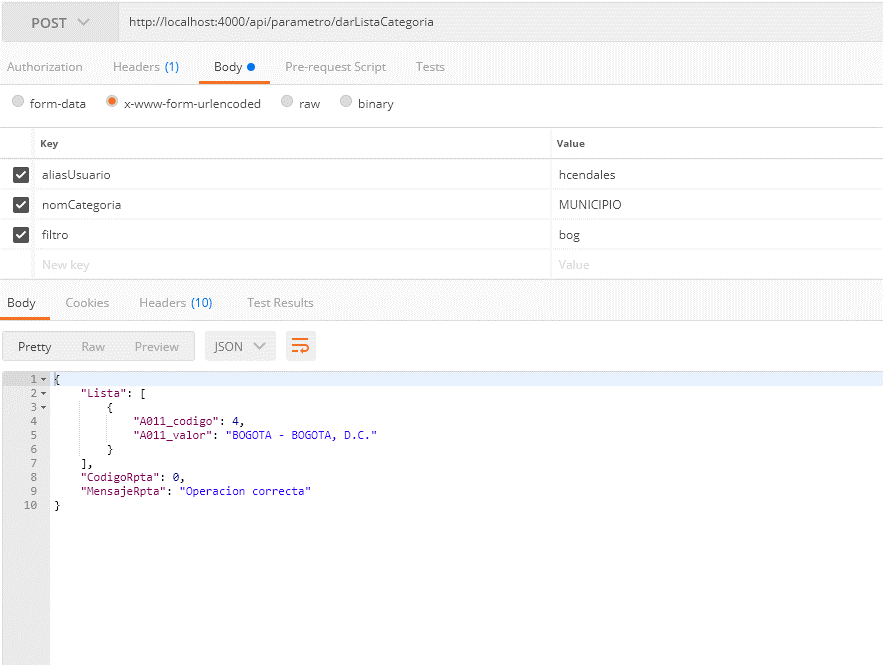 POST http://localhost:4000/api/parametro/darListaCategoria
Authorization Headers (1) Body Pre-request Script Tests
form-data x-www-form-urlencoded raw binary
Key Value
aliasUsuario hcendales
nomCategoria MUNICIPIO
filtro bog
New key Value
Body Cookies Headers (10) Test Results
Pretty Raw Preview JSON
1 {
2 "Lista": [
3 {
4 "A011_codigo": 4,
5 "A011_valor": "BOGOTA - BOGOTA, D.C."
6 }
7 ],
8 "CodigoRpta": 0,
9 "MensajeRpta": "Operacion correcta"
10 }